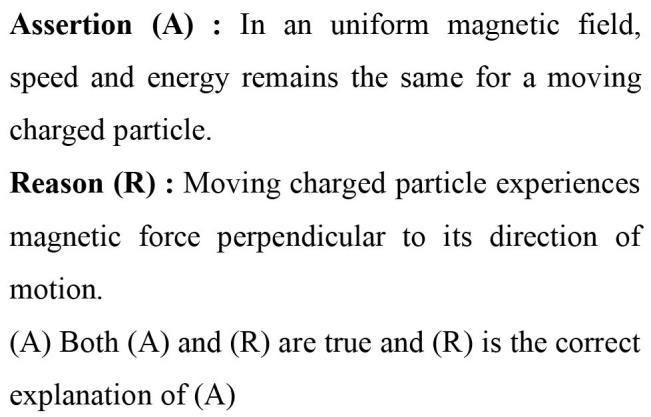 Assertion (A) : In an uniform magnetic field,
speed and energy remains the same for a moving
charged particle.
Reason (R) : Moving charged particle experiences
magnetic force perpendicular to its direction of
motion.
(A) Both (A) and (R) are true and (R) is the correct
explanation of (A)